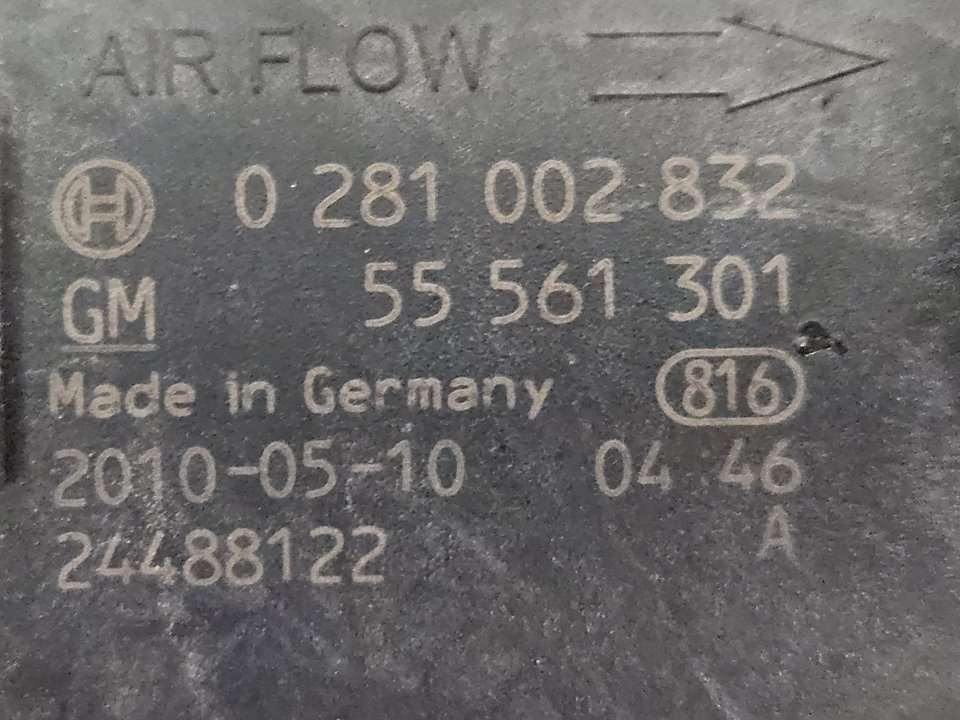 AIR FLOW
0 281 002 832
GM 55 561 301
Made in Germany 816
2010-05-10 04 46
A
24488122